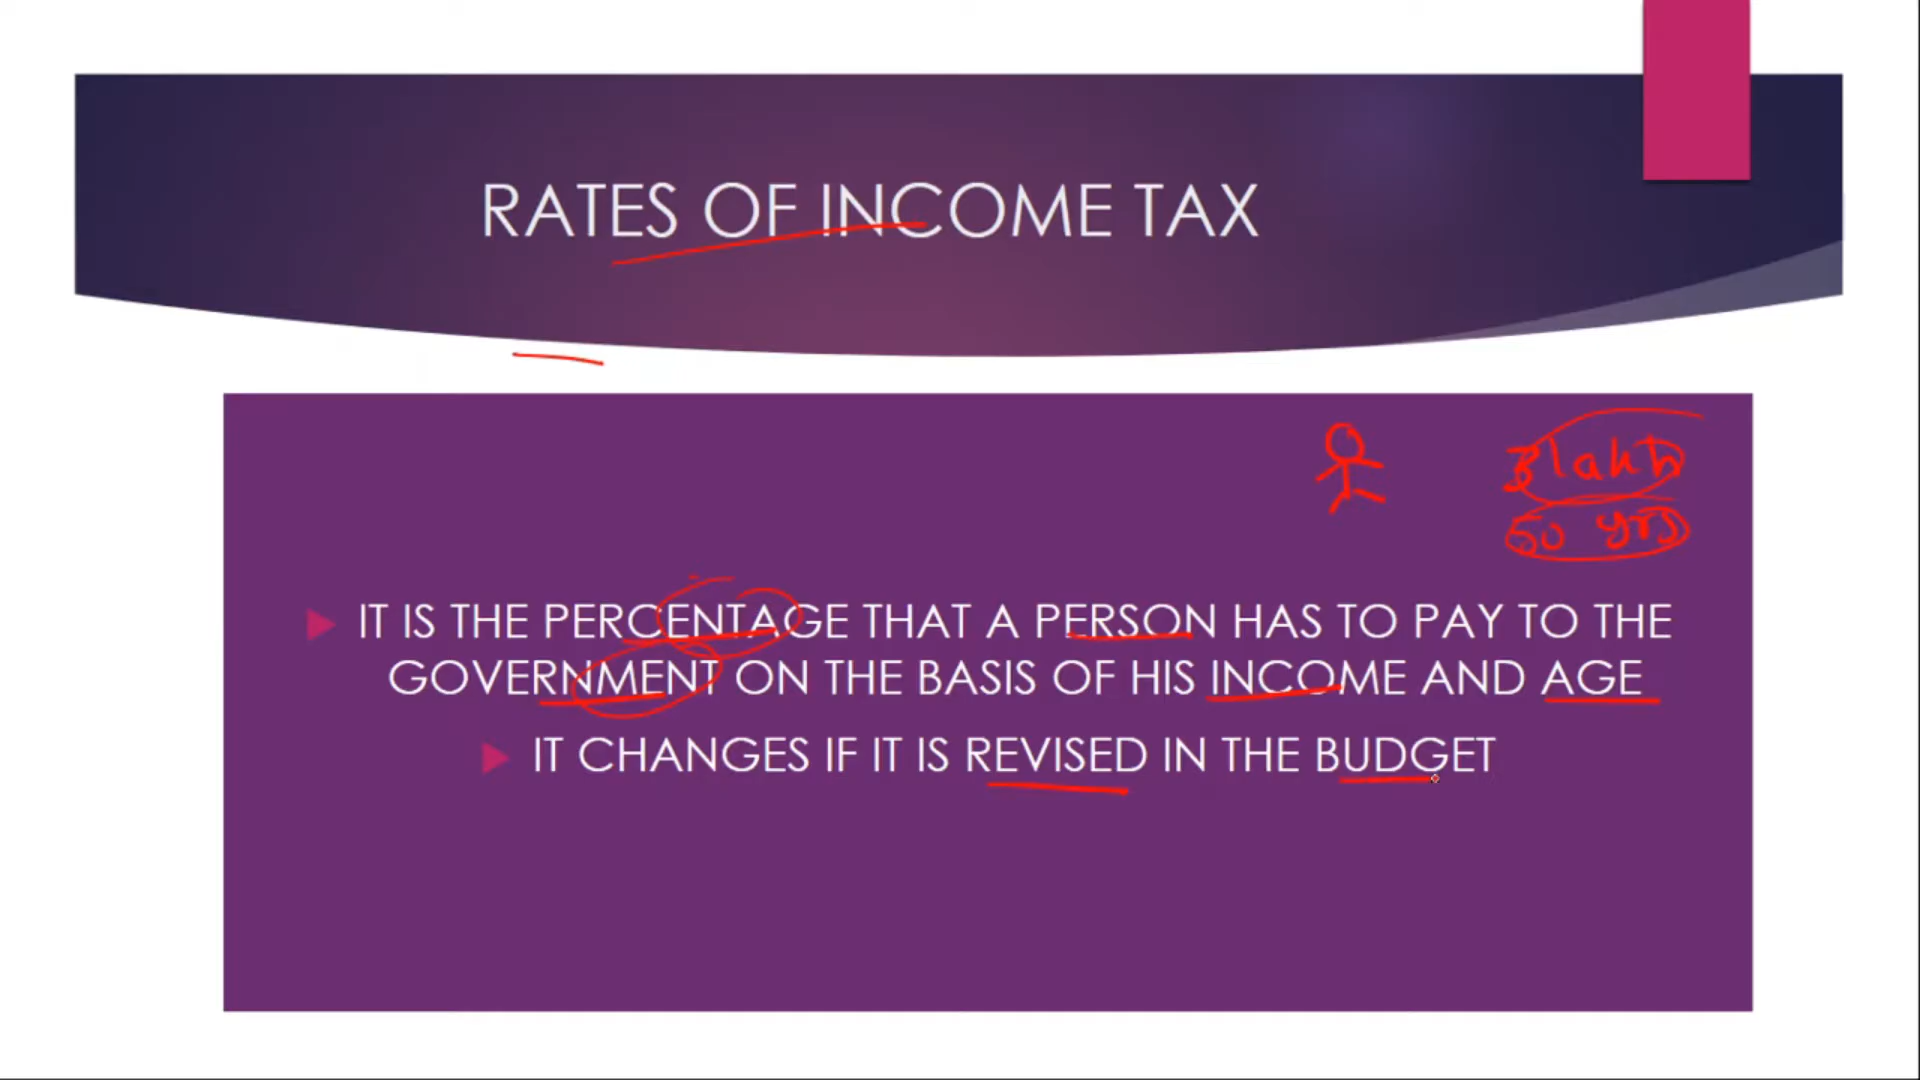 RATES OF INCOME TAX
3 lakh
50 yrs
IT IS THE PERCENTAGE THAT A PERSON HAS TO PAY TO THE
GOVERNMENT ON THE BASIS OF HIS INCOME AND AGE
IT CHANGES IF IT IS REVISED IN THE BUDGET